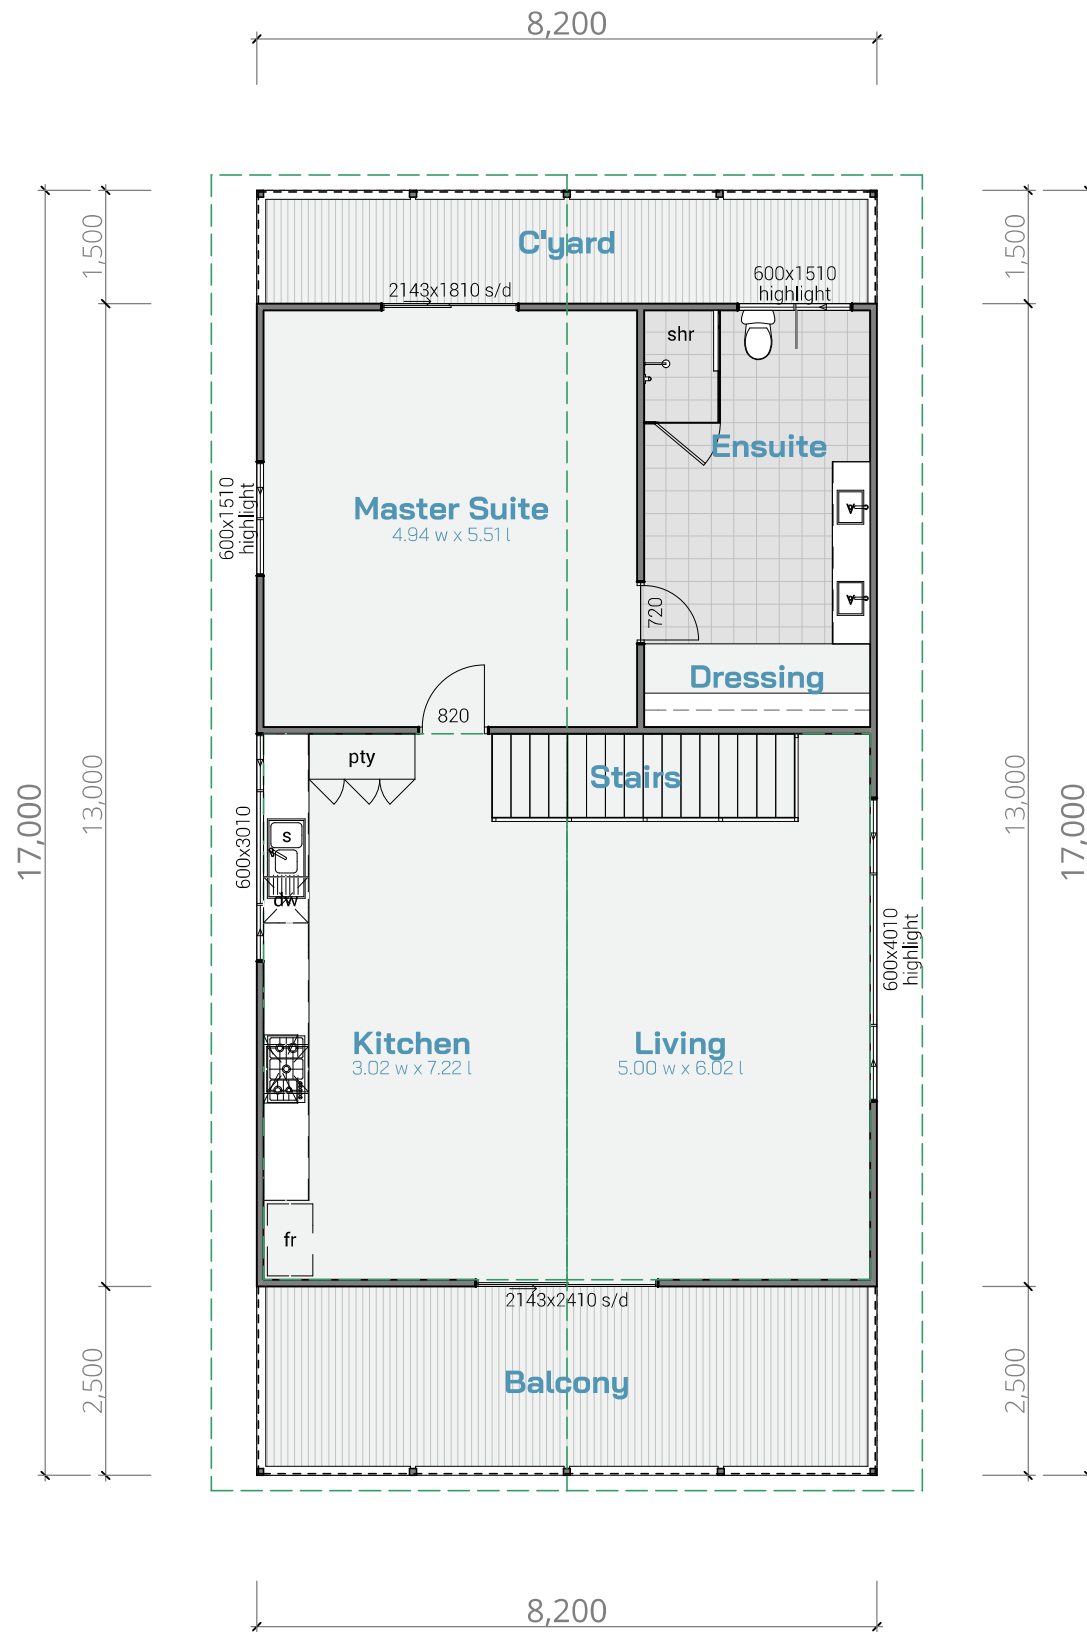 8,200
1,500
1,500
C'yard
600x1510
highlight
2143x1810 s/d
shr
Ensuite
600x1510
highlight
Master Suite
4.94 w x 5.51 l
720
Dressing
820
pty
Stairs
17,000
13,000
13,000
17,000
600x3010
s
dw
600x4010
highlight
Kitchen
3.02 w x 7.22 l
Living
5.00 w x 6.02 l
fr
2143x2410 s/d
2,500
2,500
Balcony
8,200